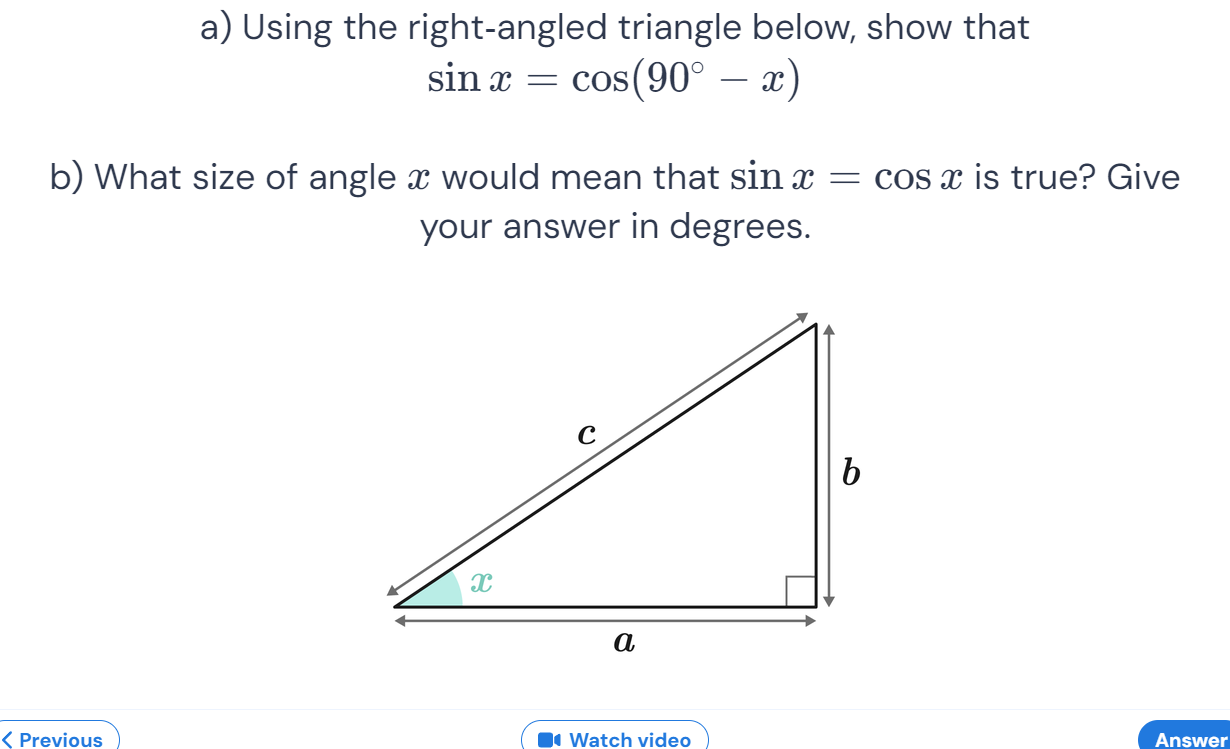 a) Using the right-angled triangle below, show that
sin x = cos(90° − x)
b) What size of angle x would mean that sin x = cos x is true? Give
your answer in degrees.
c
b
x
a
Previous
Watch video
Answer